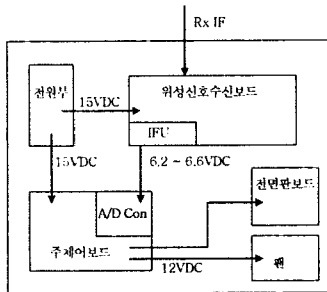 Rx IF
전원부
15VDC
위성신호수신보드
IFU
15VDC
6.2 ~ 6.6VDC
A/D Con
전면판보드
주제어보드
12VDC
팬